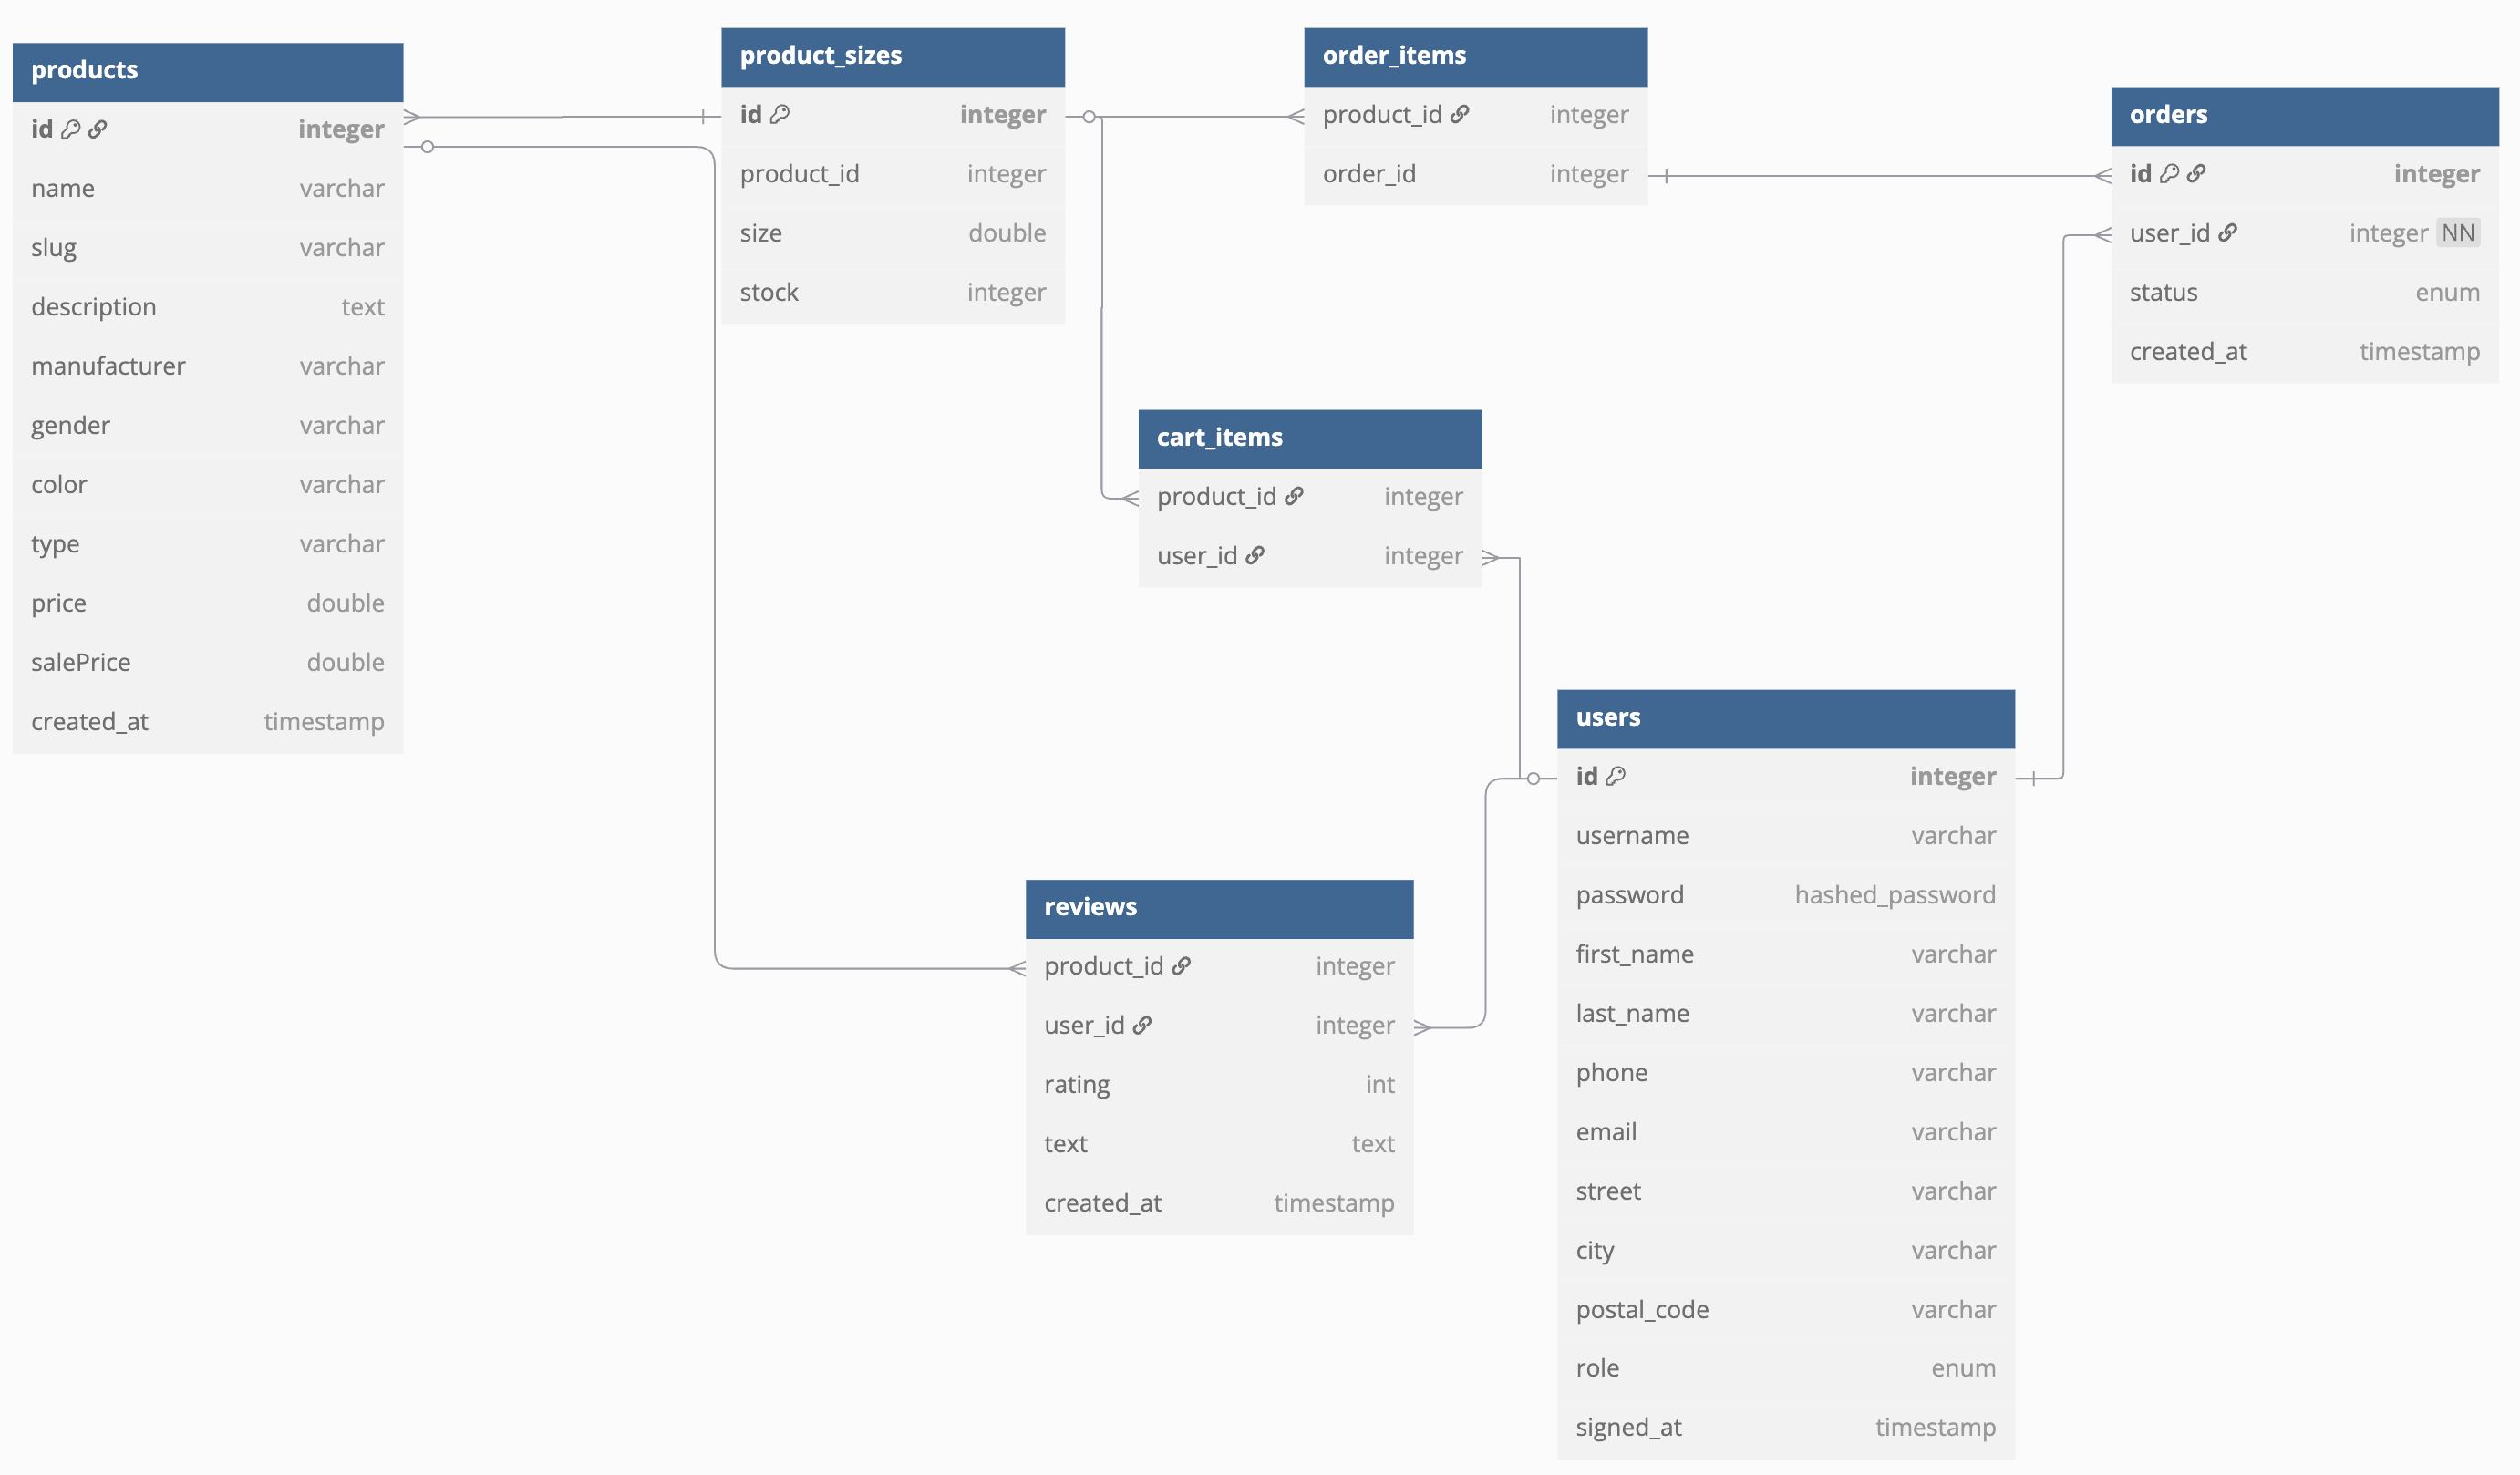 products
id integer
name varchar
slug varchar
description text
manufacturer varchar
gender varchar
color varchar
type varchar
price double
salePrice double
created_at timestamp
product_sizes
id integer
product_id integer
size double
stock integer
order_items
product_id integer
order_id integer
orders
id integer
user_id integer NN
status enum
created_at timestamp
cart_items
product_id integer
user_id integer
users
id integer
username varchar
password hashed_password
first_name varchar
last_name varchar
phone varchar
email varchar
street varchar
city varchar
postal_code varchar
role enum
signed_at timestamp
reviews
product_id integer
user_id integer
rating int
text text
created_at timestamp